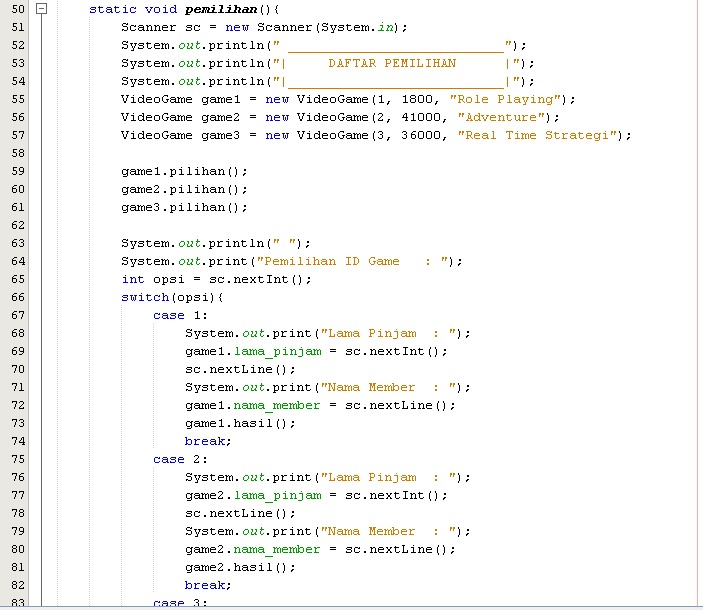 50 static void pemilihan(){
51 Scanner sc = new Scanner(System.in);
52 System.out.println(" ___________________________");
53 System.out.println("|     DAFTAR PEMILIHAN      |");
54 System.out.println("|___________________________|");
55 VideoGame game1 = new VideoGame(1, 1800, "Role Playing");
56 VideoGame game2 = new VideoGame(2, 41000, "Adventure");
57 VideoGame game3 = new VideoGame(3, 36000, "Real Time Strategi");
58
59 game1.pilihan();
60 game2.pilihan();
61 game3.pilihan();
62
63 System.out.println(" ");
64 System.out.print("Pemilihan ID Game   : ");
65 int opsi = sc.nextInt();
66 switch(opsi){
67 case 1:
68 System.out.print("Lama Pinjam  : ");
69 game1.lama_pinjam = sc.nextInt();
70 sc.nextLine();
71 System.out.print("Nama Member  : ");
72 game1.nama_member = sc.nextLine();
73 game1.hasil();
74 break;
75 case 2:
76 System.out.print("Lama Pinjam  : ");
77 game2.lama_pinjam = sc.nextInt();
78 sc.nextLine();
79 System.out.print("Nama Member  : ");
80 game2.nama_member = sc.nextLine();
81 game2.hasil();
82 break;
83 case 3: